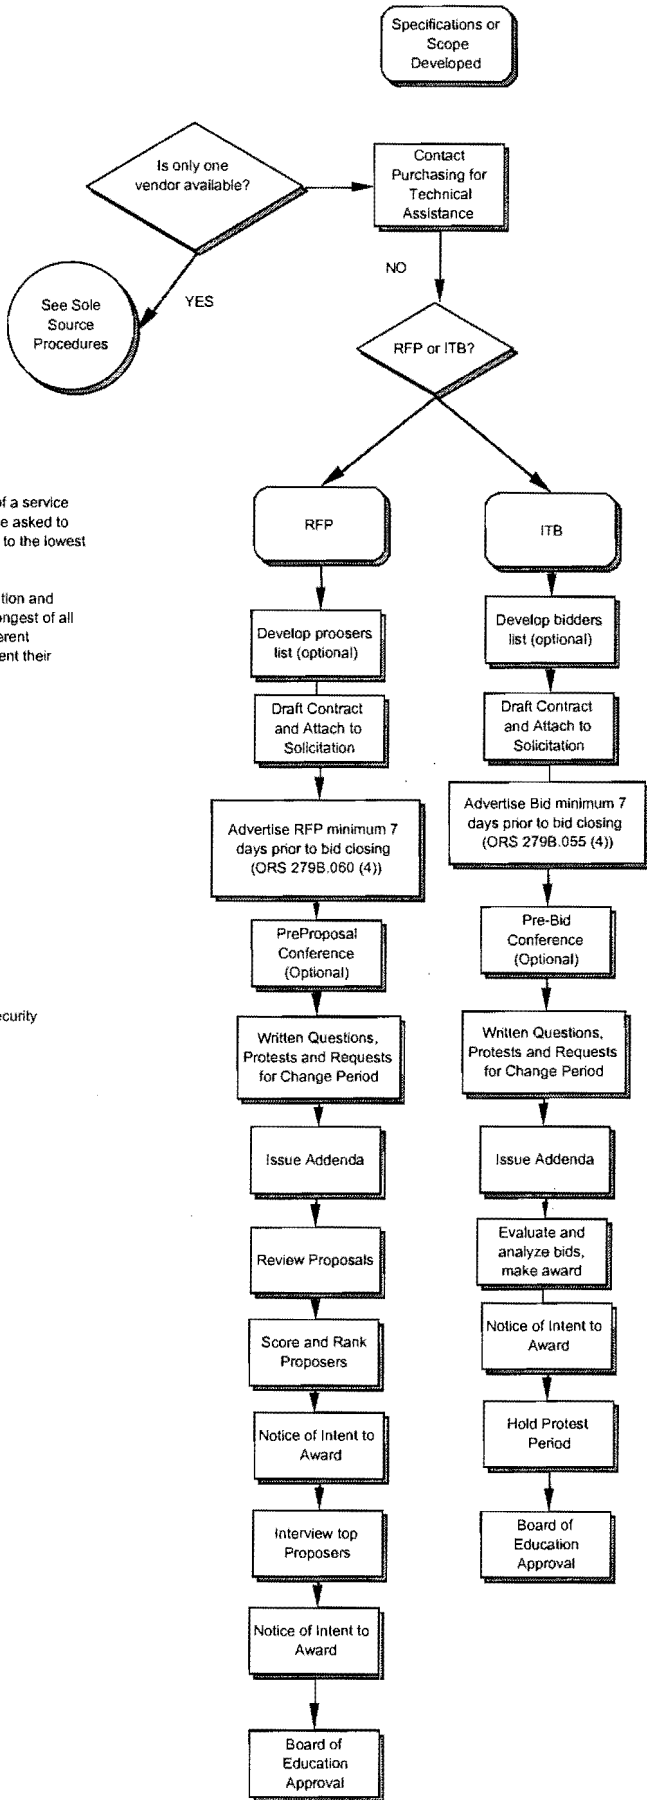 Specifications or
Scope
Developed
Is only one
vendor available?
Contact
Purchasing for
Technical
Assistance
NO
YES
See Sole
Source
Procedures
RFP or ITB?
of a service
e asked to
to the lowest
tion and
ongest of all
erent
ent their
ecurity
RFP
Develop proosers
list (optional)
Draft Contract
and Attach to
Solicitation
Advertise RFP minimum 7
days prior to bid closing
(ORS 279B.060 (4))
PreProposal
Conference
(Optional)
Written Questions,
Protests and Requests
for Change Period
Issue Addenda
Review Proposals
Score and Rank
Proposers
Notice of Intent to
Award
Interview top
Proposers
Notice of Intent to
Award
Board of
Education
Approval
ITB
Develop bidders
list (optional)
Draft Contract
and Attach to
Solicitation
Advertise Bid minimum 7
days prior to bid closing
(ORS 279B.055 (4))
Pre-Bid
Conference
(Optional)
Written Questions,
Protests and Requests
for Change Period
Issue Addenda
Evaluate and
analyze bids,
make award
Notice of Intent to
Award
Hold Protest
Period
Board of
Education
Approval